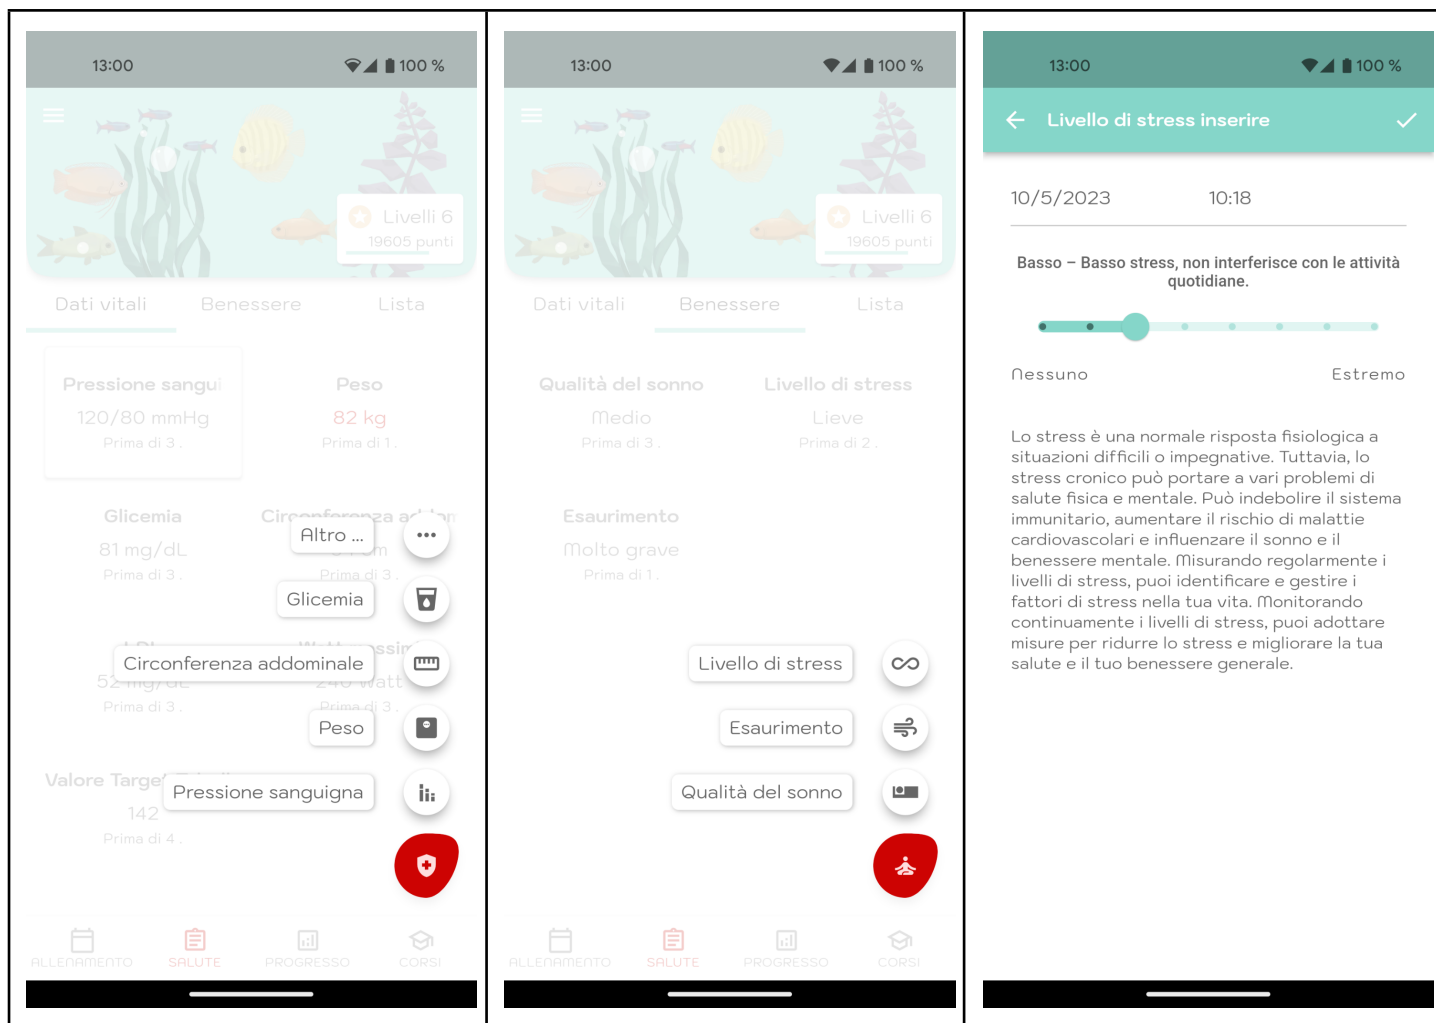 13:00
100 %
Livelli 6
19605 punti
Dati vitali
Benessere
Lista
Pressione sangui
Peso
120/80 mmHg
82 kg
Prima di 3 .
Prima di 1 .
Glicemia
81 mg/dL
Prima di 3 .
Prima di 3 .
Altro ...
Glicemia
Circonferenza addominale
52 mg/dL
240 Watt
Prima di 3 .
Prima di 3 .
Peso
Valore Target
142
Prima di 4 .
Pressione sanguigna
ALLENAMENTO
SALUTE
PROGRESSO
CORSI
13:00
100 %
Livelli 6
19605 punti
Dati vitali
Benessere
Lista
Qualità del sonno
Livello di stress
Medio
Lieve
Prima di 3 .
Prima di 2 .
Esaurimento
Molto grave
Prima di 1 .
Livello di stress
Esaurimento
Qualità del sonno
ALLENAMENTO
SALUTE
PROGRESSO
CORSI
13:00
100 %
Livello di stress inserire
10/5/2023
10:18
Basso – Basso stress, non interferisce con le attività
quotidiane.
Nessuno
Estremo
Lo stress è una normale risposta fisiologica a
situazioni difficili o impegnative. Tuttavia, lo
stress cronico può portare a vari problemi di
salute fisica e mentale. Può indebolire il sistema
immunitario, aumentare il rischio di malattie
cardiovascolari e influenzare il sonno e il
benessere mentale. Misurando regolarmente i
livelli di stress, puoi identificare e gestire i
fattori di stress nella tua vita. Monitorando
continuamente i livelli di stress, puoi adottare
misure per ridurre lo stress e migliorare la tua
salute e il tuo benessere generale.